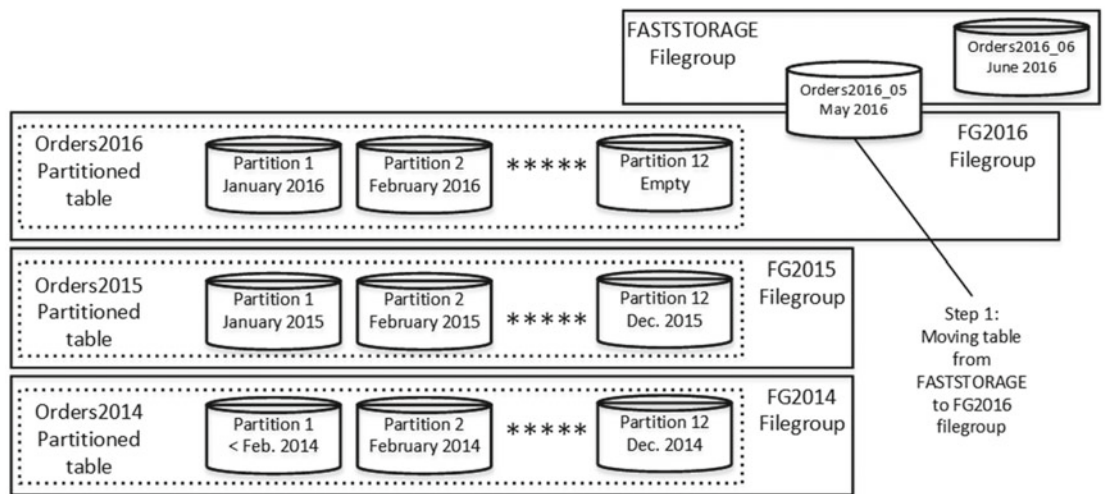 FASTSTORAGE
Filegroup
Orders2016_06
June 2016
Orders2016_05
May 2016
Orders2016
Partitioned
table
Partition 1
January 2016
Partition 2
February 2016
*****
Partition 12
Empty
FG2016
Filegroup
Orders2015
Partitioned
table
Partition 1
January 2015
Partition 2
February 2015
*****
Partition 12
Dec. 2015
FG2015
Filegroup
Orders2014
Partitioned
table
Partition 1
< Feb. 2014
Partition 2
February 2014
*****
Partition 12
Dec. 2014
FG2014
Filegroup
Step 1:
Moving table
from
FASTSTORAGE
to FG2016
filegroup